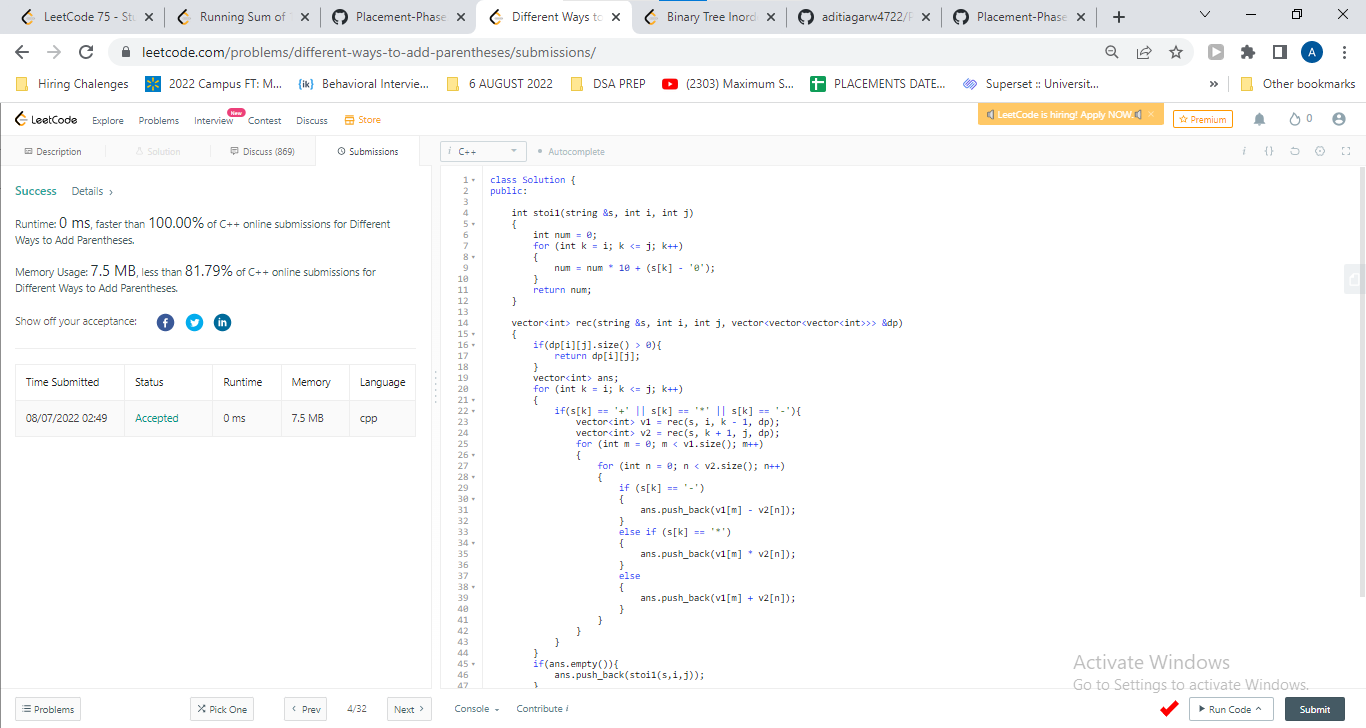 LeetCode 75 - Stu
Running Sum of 1
Placement-Phase
Different Ways to
Binary Tree Inord
aditiagarw4722/P
Placement-Phase
leetcode.com/problems/different-ways-to-add-parentheses/submissions/
A
Hiring Chalenges
2022 Campus FT: M...
{ik} Behavioral Intervie...
6 AUGUST 2022
DSA PREP
(2303) Maximum S...
PLACEMENTS DATE...
Superset :: Universit...
»
Other bookmarks
LeetCode
Explore
Problems
Interview
New
Contest
Discuss
Store
LeetCode is hiring! Apply NOW.
Premium
0
Description
Solution
Discuss (869)
Submissions
i C++
Autocomplete
i {}
Success Details ›
Runtime: 0 ms, faster than 100.00% of C++ online submissions for Different
Ways to Add Parentheses.
Memory Usage: 7.5 MB, less than 81.79% of C++ online submissions for
Different Ways to Add Parentheses.
Show off your acceptance:
Time Submitted Status Runtime Memory Language
08/07/2022 02:49 Accepted 0 ms 7.5 MB cpp
1 class Solution {
2 public:
3
4 int stoi1(string &s, int i, int j)
5 {
6 int num = 0;
7 for (int k = i; k <= j; k++)
8 {
9 num = num * 10 + (s[k] - '0');
10 }
11 return num;
12 }
13
14 vector<int> rec(string &s, int i, int j, vector<vector<vector<int>>> &dp)
15 {
16 if(dp[i][j].size() > 0){
17 return dp[i][j];
18 }
19 vector<int> ans;
20 for (int k = i; k <= j; k++)
21 {
22 if(s[k] == '+' || s[k] == '*' || s[k] == '-'){
23 vector<int> v1 = rec(s, i, k - 1, dp);
24 vector<int> v2 = rec(s, k + 1, j, dp);
25 for (int m = 0; m < v1.size(); m++)
26 {
27 for (int n = 0; n < v2.size(); n++)
28 {
29 if (s[k] == '-')
30 {
31 ans.push_back(v1[m] - v2[n]);
32 }
33 else if (s[k] == '*')
34 {
35 ans.push_back(v1[m] * v2[n]);
36 }
37 else
38 {
39 ans.push_back(v1[m] + v2[n]);
40 }
41 }
42 }
43 }
44 }
45 if(ans.empty()){
46 ans.push_back(stoi1(s,i,j));
47 }
Activate Windows
Go to Settings to activate Windows.
Problems
Pick One
‹ Prev
4/32
Next ›
Console
Contribute i
Run Code
Submit